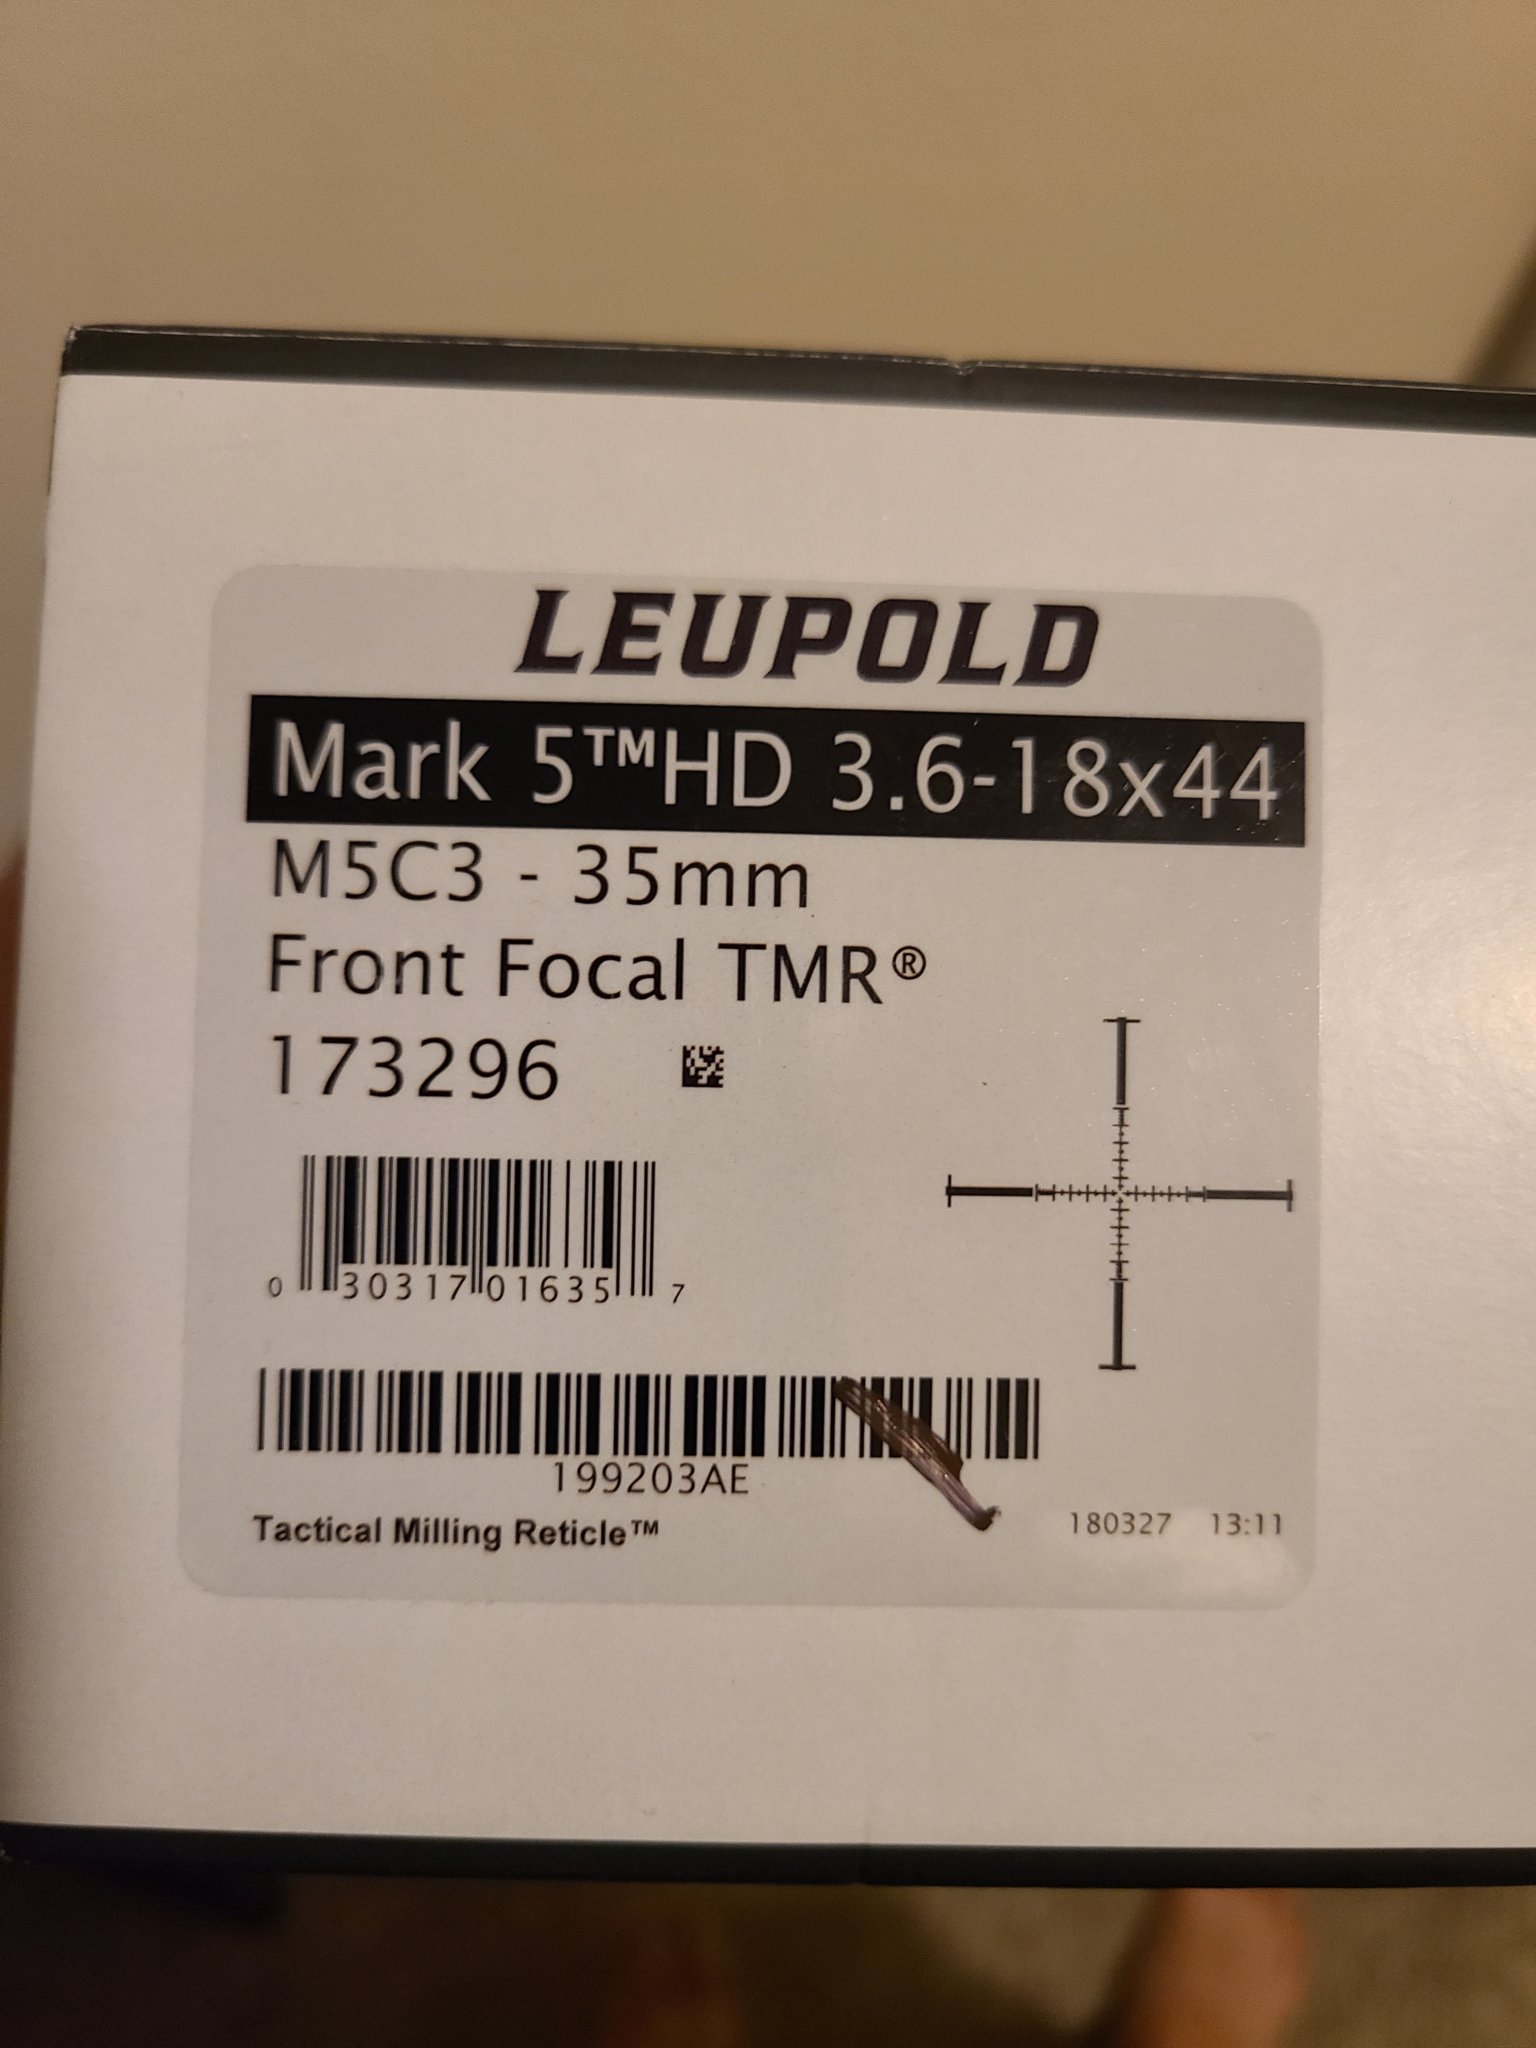 LEUPOLD
Mark 5™HD 3.6-18x44
M5C3 - 35mm
Front Focal TMR®
173296
0 30317 01635 7
199203AE
Tactical Milling Reticle™ 180327 13:11